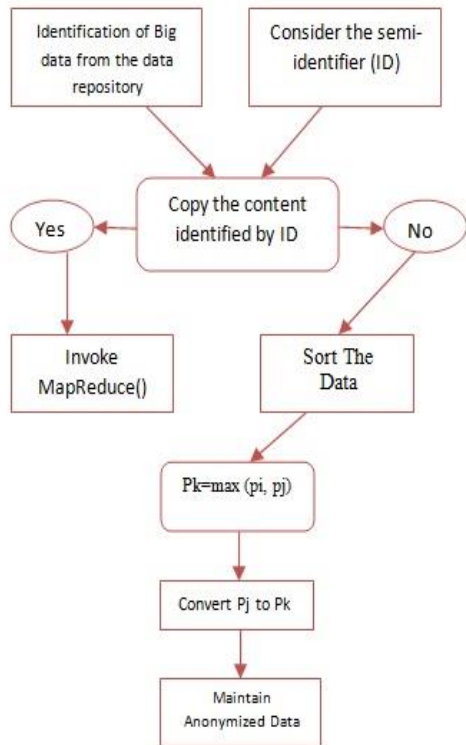 Identification of Big
data from the data
repository
Consider the semi-
identifier (ID)
Copy the content
identified by ID
Yes
No
Invoke
MapReduce()
Sort The
Data
Pk=max (pi, pj)
Convert Pj to Pk
Maintain
Anonymized Data